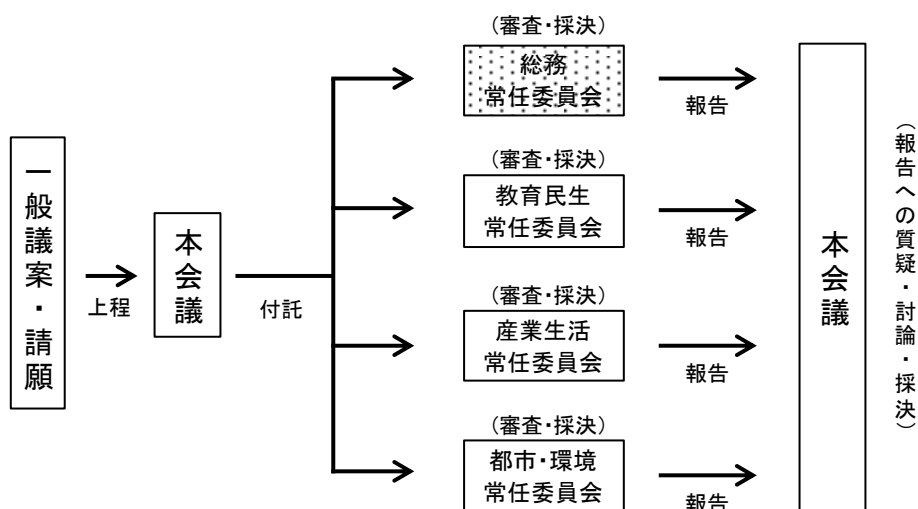 一般議案・請願
上程
本会議
付託
(審査・採決)
総務
常任委員会
報告
(審査・採決)
教育民生
常任委員会
報告
(審査・採決)
産業生活
常任委員会
報告
(審査・採決)
都市・環境
常任委員会
報告
本会議
(報告への質疑・討論・採決)